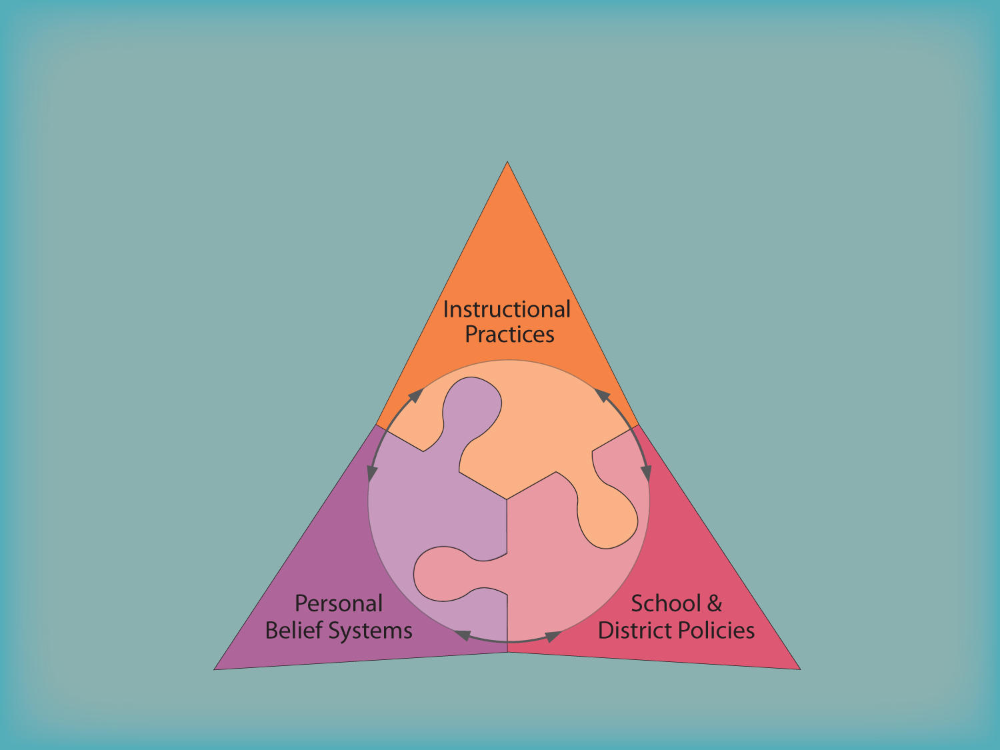 Instructional
Practices
Personal
Belief Systems
School &
District Policies